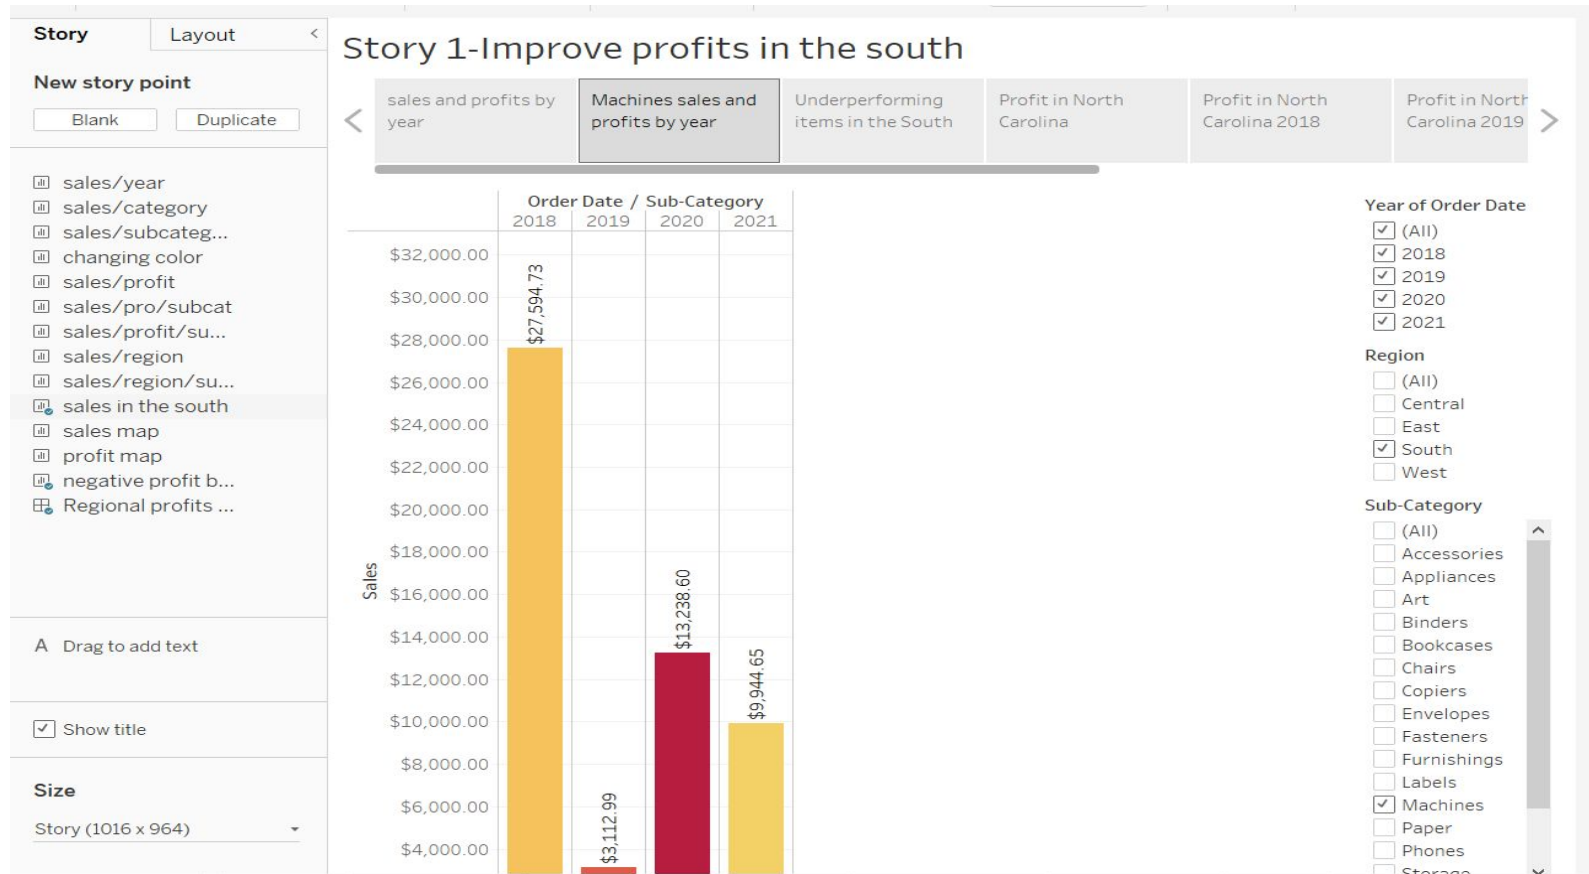 Story
Layout
<
New story point
Blank
Duplicate
sales/year
sales/category
sales/subcateg...
changing color
sales/profit
sales/pro/subcat
sales/profit/su...
sales/region
sales/region/su...
sales in the south
sales map
profit map
negative profit b...
Regional profits ...
A Drag to add text
Show title
Size
Story (1016 x 964)
Story 1-Improve profits in the south
sales and profits by
year
Machines sales and
profits by year
Underperforming
items in the South
Profit in North
Carolina
Profit in North
Carolina 2018
Profit in North
Carolina 2019
Order Date / Sub-Category
2018 2019 2020 2021
$32,000.00
$30,000.00
$28,000.00
$26,000.00
$24,000.00
$22,000.00
$20,000.00
$18,000.00
$16,000.00
$14,000.00
$12,000.00
$10,000.00
$8,000.00
$6,000.00
$4,000.00
Sales
$27,594.73
$3,112.99
$13,238.60
$9,944.65
Year of Order Date
(All)
2018
2019
2020
2021
Region
(All)
Central
East
South
West
Sub-Category
(All)
Accessories
Appliances
Art
Binders
Bookcases
Chairs
Copiers
Envelopes
Fasteners
Furnishings
Labels
Machines
Paper
Phones
Storage